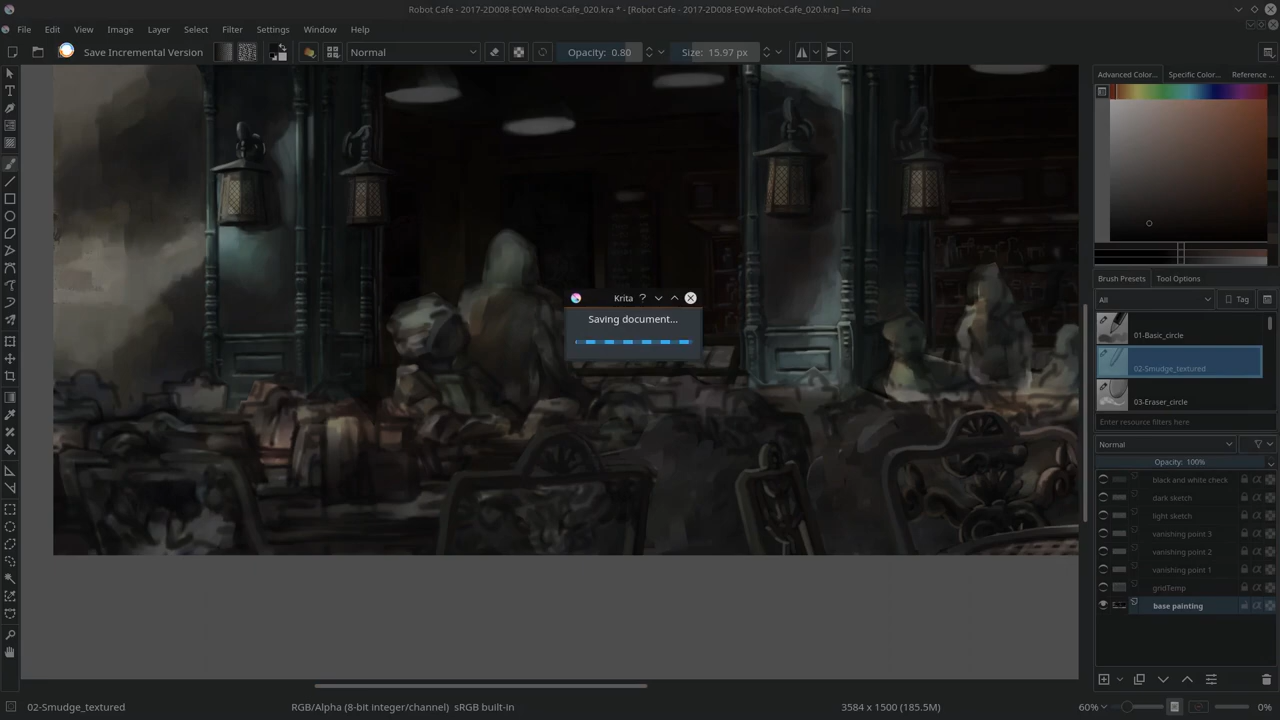 Robot Cafe - 2017-2D008-EOW-Robot-Cafe_020.kra * - [Robot Cafe - 2017-2D008-EOW-Robot-Cafe_020.kra] — Krita
File Edit View Image Layer Select Filter Settings Window Help
Save Incremental Version Normal Opacity: 0.80 Size: 15.97 px
Advanced Color... Specific Color... Reference ...
Krita
Saving document...
Brush Presets Tool Options
All Tag
01-Basic_circle
02-Smudge_textured
03-Eraser_circle
Enter resource filters here
Normal
Opacity: 100%
black and white check
dark sketch
light sketch
vanishing point 3
vanishing point 2
vanishing point 1
gridTemp
base painting
02-Smudge_textured RGB/Alpha (8-bit integer/channel) sRGB built-in 3584 x 1500 (185.5M) 60% 0%